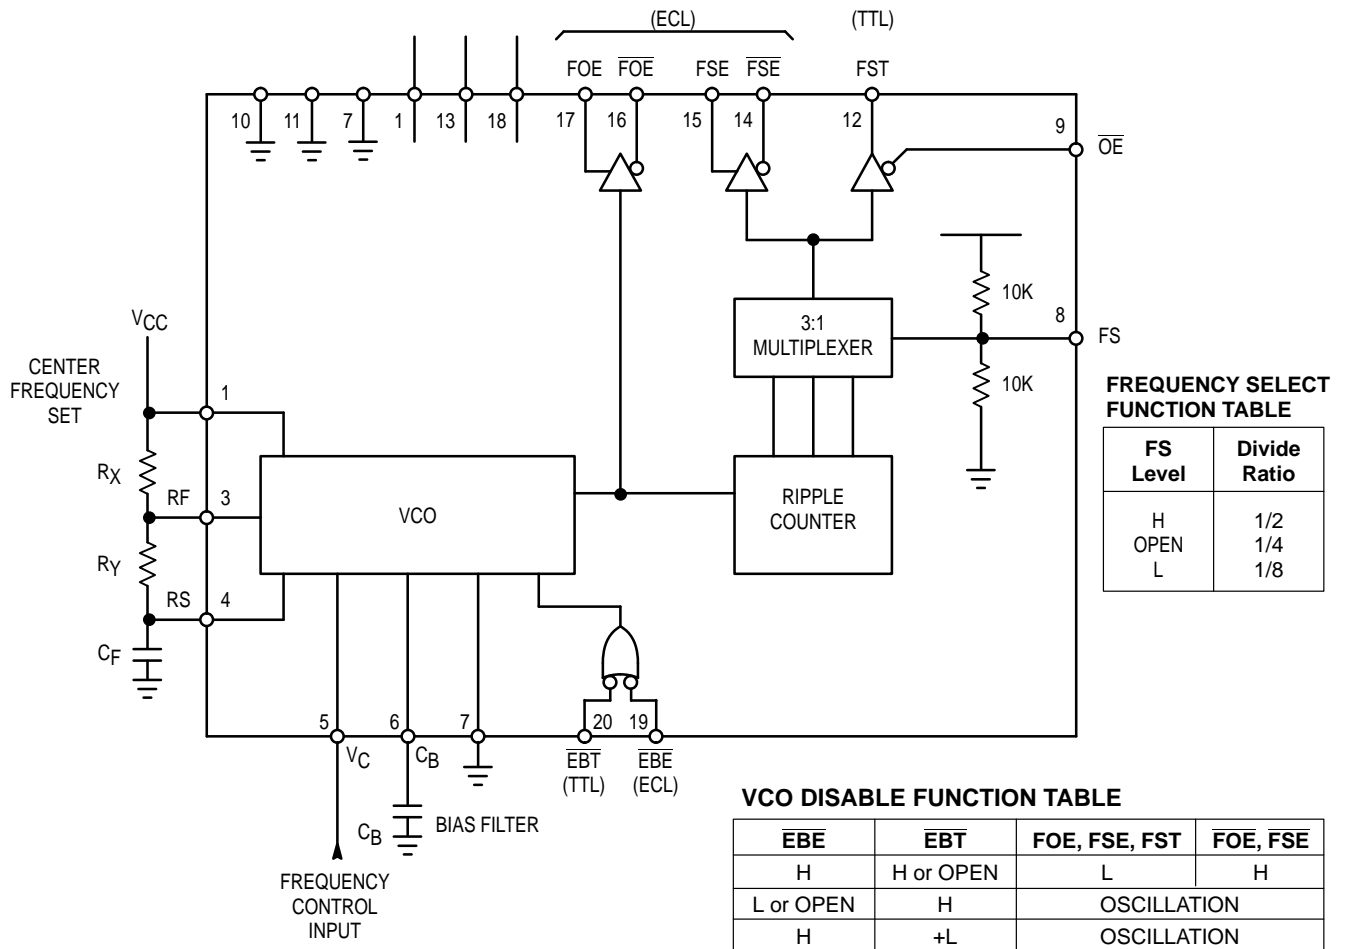 (ECL)
(TTL)
FOE FOE FSE FSE FST
10 11 7 1 13 18 17 16 15 14 12
9
OE
10K
8
FS
10K
3:1
MULTIPLEXER
VCC
CENTER
FREQUENCY
SET
1
RX
RF 3
RY
RS 4
CF
VCO
RIPPLE
COUNTER
FREQUENCY SELECT
FUNCTION TABLE
FS Level Divide Ratio
H 1/2
OPEN 1/4
L 1/8
5 6 7 20 19
VC CB
EBT
(TTL)
EBE
(ECL)
CB
BIAS FILTER
FREQUENCY
CONTROL
INPUT
VCO DISABLE FUNCTION TABLE
EBE EBT FOE, FSE, FST FOE, FSE
H H or OPEN L H
L or OPEN H OSCILLATION
H +L OSCILLATION